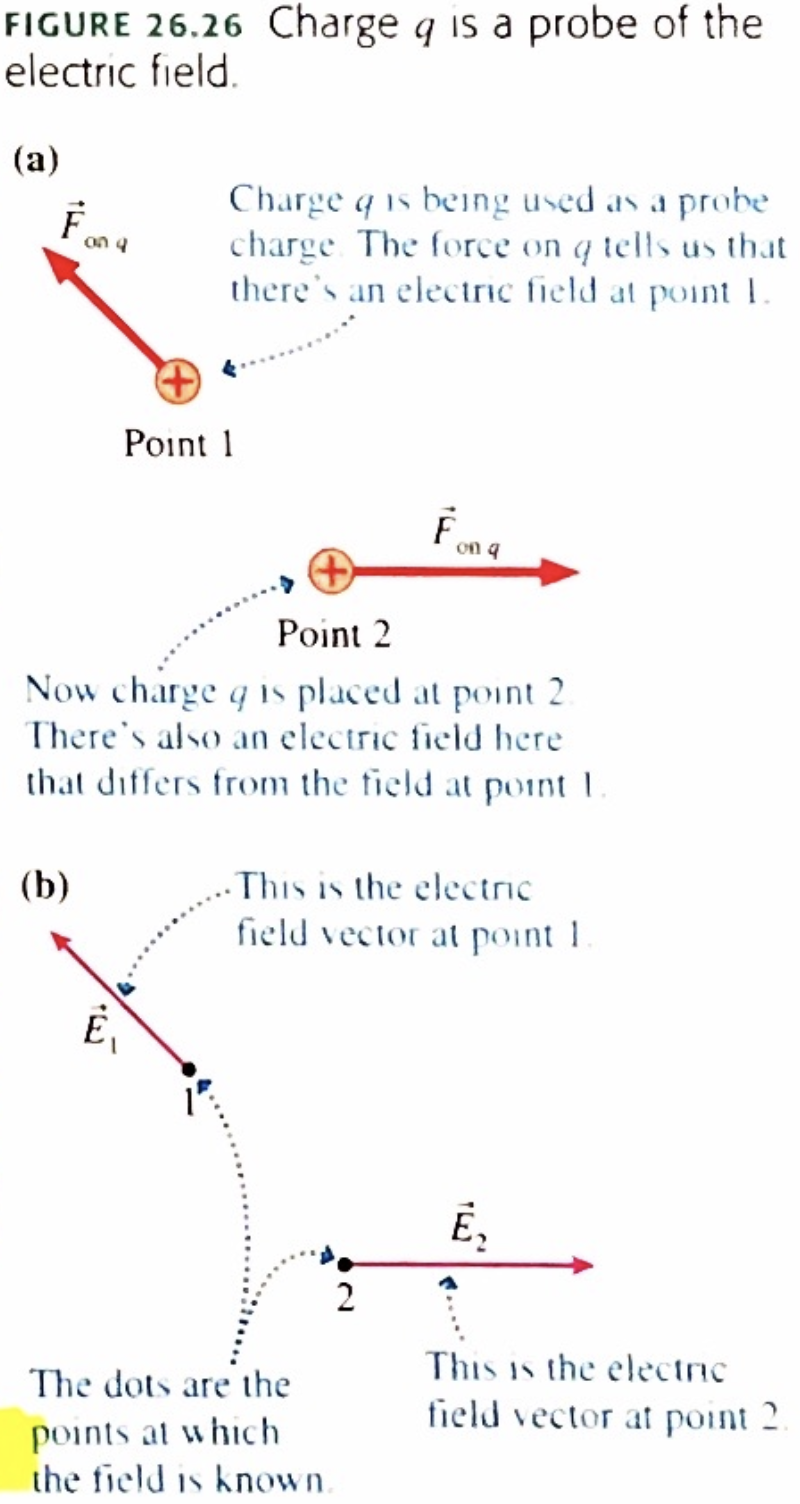 FIGURE 26.26 Charge q is a probe of the
electric field.
(a)
F⃗ on q
Charge q is being used as a probe
charge. The force on q tells us that
there's an electric field at point 1.
+
Point 1
F⃗ on q
+
Point 2
Now charge q is placed at point 2.
There's also an electric field here
that differs from the field at point 1.
(b)
This is the electric
field vector at point 1.
E⃗₁
1
E⃗₂
2
The dots are the
points at which
the field is known.
This is the electric
field vector at point 2.